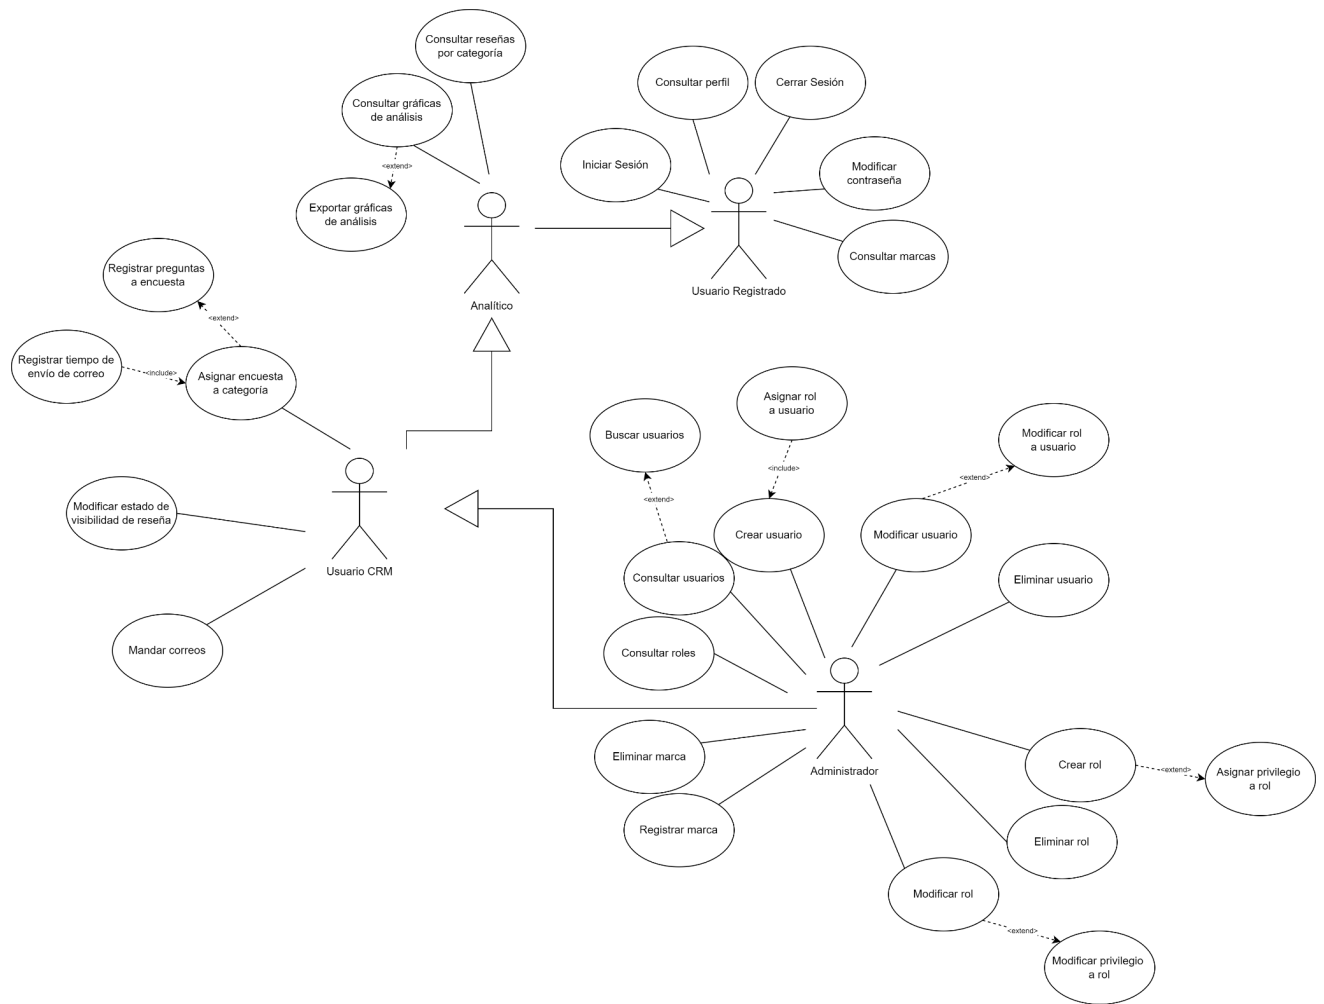 Consultar reseñas
por categoría
Consultar gráficas
de análisis
<extend>
Exportar gráficas
de análisis
Analítico
Consultar perfil
Cerrar Sesión
Iniciar Sesión
Modificar
contraseña
Consultar marcas
Usuario Registrado
Registrar preguntas
a encuesta
<extend>
Registrar tiempo de
envío de correo
<include>
Asignar encuesta
a categoría
Modificar estado de
visibilidad de reseña
Usuario CRM
Mandar correos
Asignar rol
a usuario
Buscar usuarios
Modificar rol
a usuario
<include>
<extend>
<extend>
Crear usuario
Modificar usuario
Consultar usuarios
Eliminar usuario
Consultar roles
Eliminar marca
Administrador
Registrar marca
Crear rol
<extend>
Asignar privilegio
a rol
Eliminar rol
Modificar rol
<extend>
Modificar privilegio
a rol